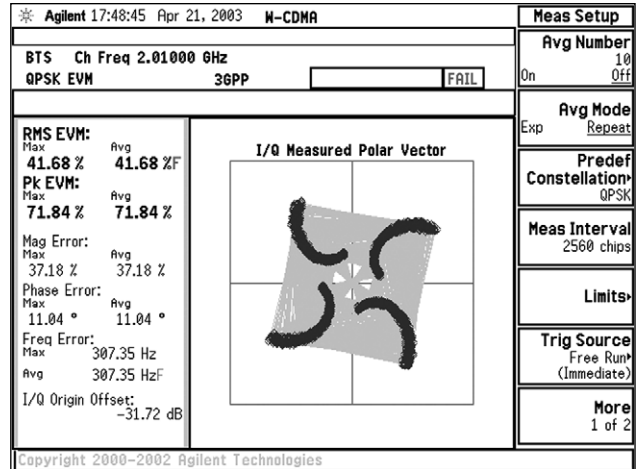 Agilent 17:48:45 Apr 21, 2003 W-CDMA
BTS Ch Freq 2.01000 GHz
QPSK EVM 3GPP FAIL
RMS EVM:
Max Avg
41.68 % 41.68 %F
Pk EVM:
Max Avg
71.84 % 71.84 %
Mag Error:
Max Avg
37.18 % 37.18 %
Phase Error:
Max Avg
11.04 ° 11.04 °
Freq Error:
Max 307.35 Hz
Avg 307.35 HzF
I/Q Origin Offset:
-31.72 dB
I/Q Measured Polar Vector
Meas Setup
Avg Number
10
On Off
Avg Mode
Exp Repeat
Predef
Constellation
QPSK
Meas Interval
2560 chips
Limits
Trig Source
Free Run
(Immediate)
More
1 of 2
Copyright 2000-2002 Agilent Technologies